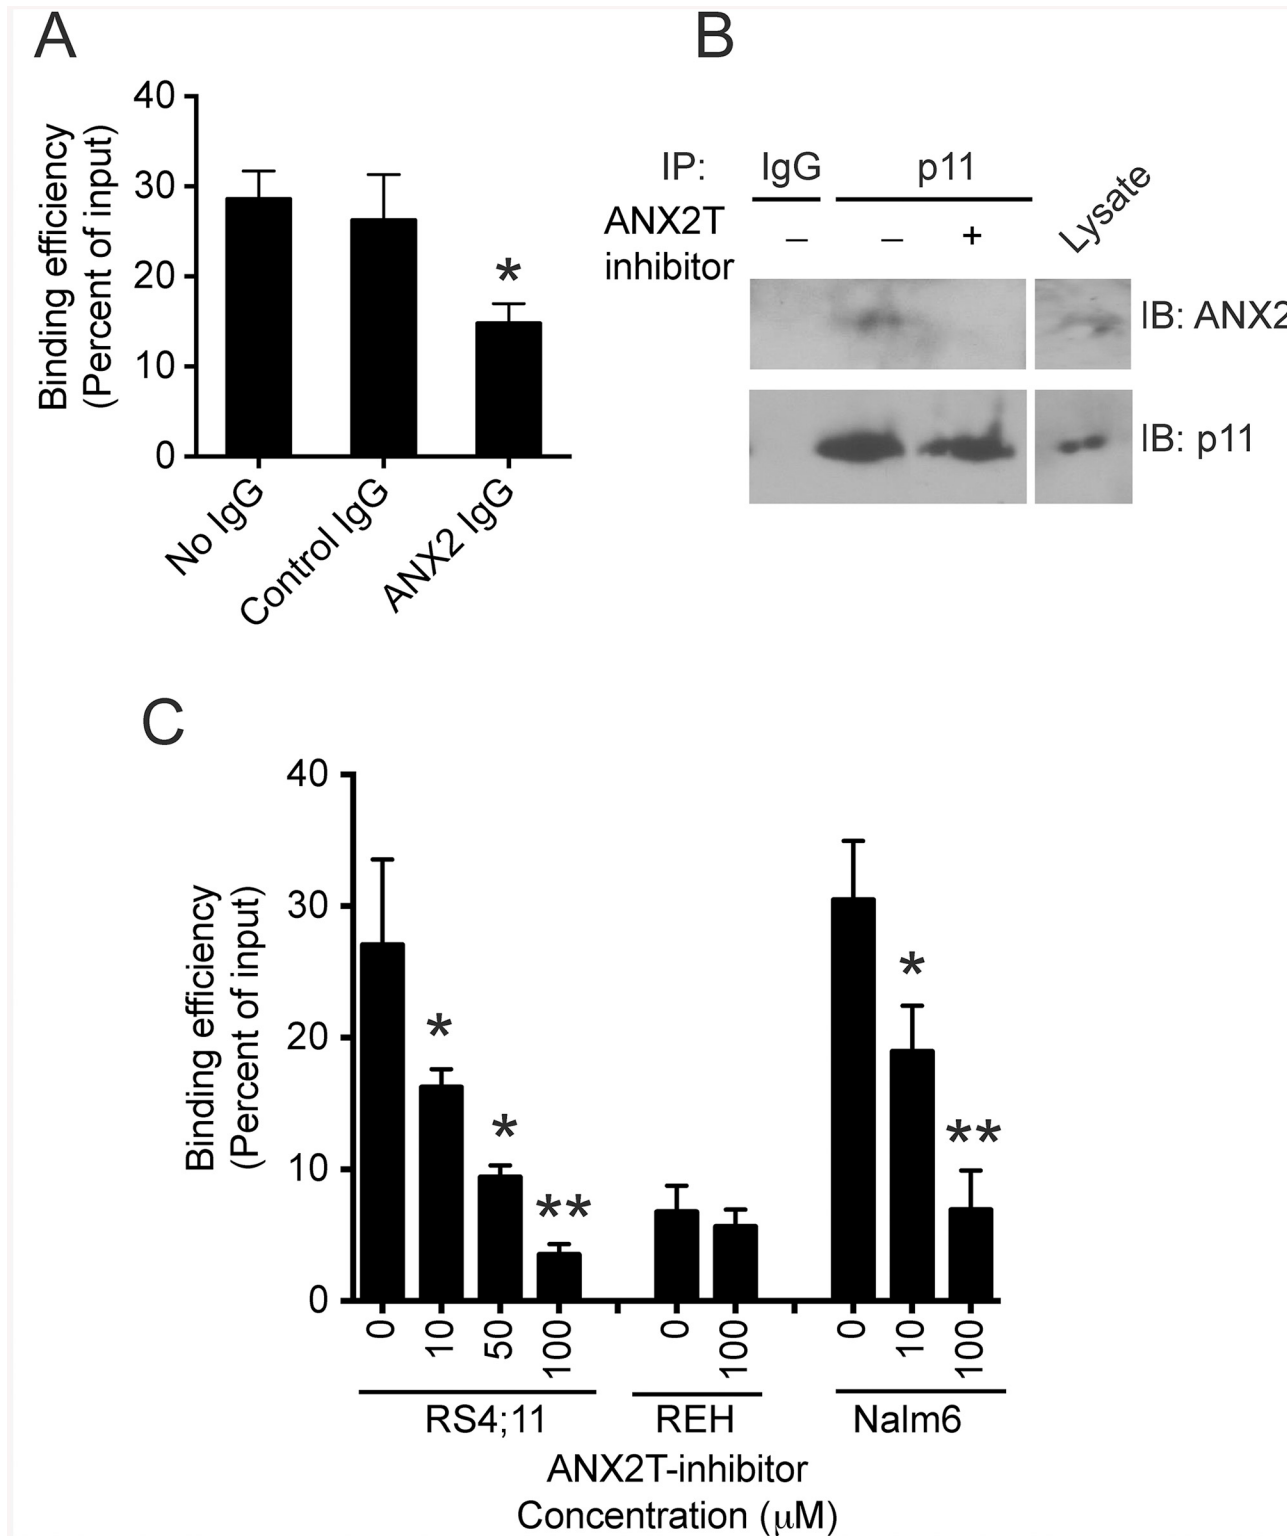 A
40
30
20
10
0
Binding efficiency
(Percent of input)
No IgG
Control IgG
ANX2 IgG
*
B
IP: IgG p11
Lysate
ANX2T
inhibitor
– – +
IB: ANX2
IB: p11
C
40
30
20
10
0
Binding efficiency
(Percent of input)
* * ** * **
0 10 50 100 0 100 0 10 100
RS4;11 REH Nalm6
ANX2T-inhibitor
Concentration (μM)